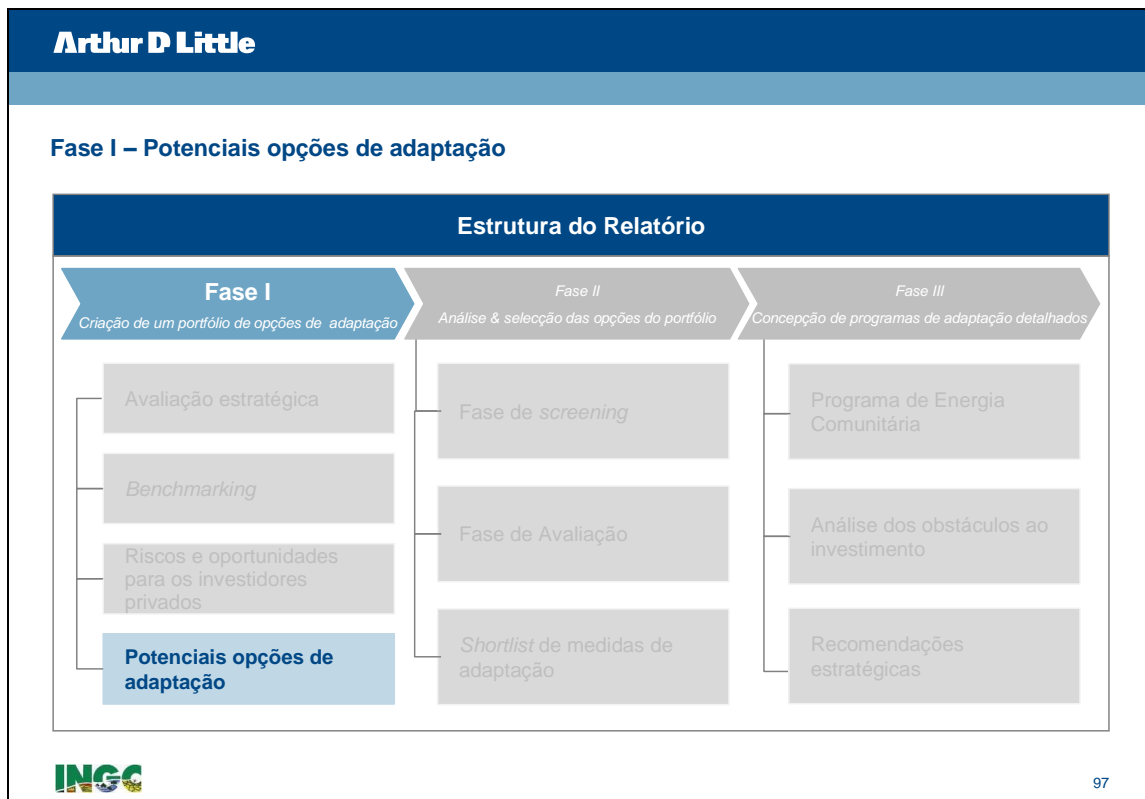 Arthur D Little
Fase I – Potenciais opções de adaptação
Estrutura do Relatório
Fase I
Criação de um portfólio de opções de adaptação
Avaliação estratégica
Benchmarking
Riscos e oportunidades
para os investidores
privados
Potenciais opções de
adaptação
Fase II
Análise & selecção das opções do portfólio
Fase de screening
Fase de Avaliação
Shortlist de medidas de
adaptação
Fase III
Concepção de programas de adaptação detalhados
Programa de Energia
Comunitária
Análise dos obstáculos ao
investimento
Recomendações
estratégicas
INGC
97